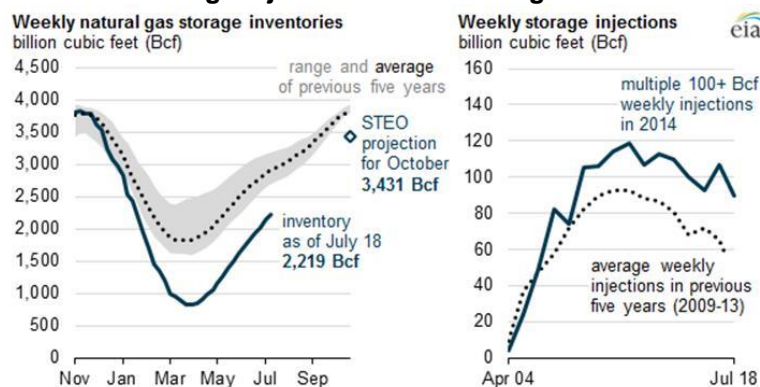 Weekly natural gas storage inventories
billion cubic feet (Bcf)
4,500
4,000
3,500
3,000
2,500
2,000
1,500
1,000
500
0
Nov Jan Mar May Jul Sep
range and average
of previous five years
STEO
projection
for October
3,431 Bcf
inventory
as of July 18
2,219 Bcf
Weekly storage injections
billion cubic feet (Bcf)
eia
160
140
120
100
80
60
40
20
0
Apr 04 Jul 18
multiple 100+ Bcf
weekly injections
in 2014
average weekly
injections in previous
five years (2009-13)